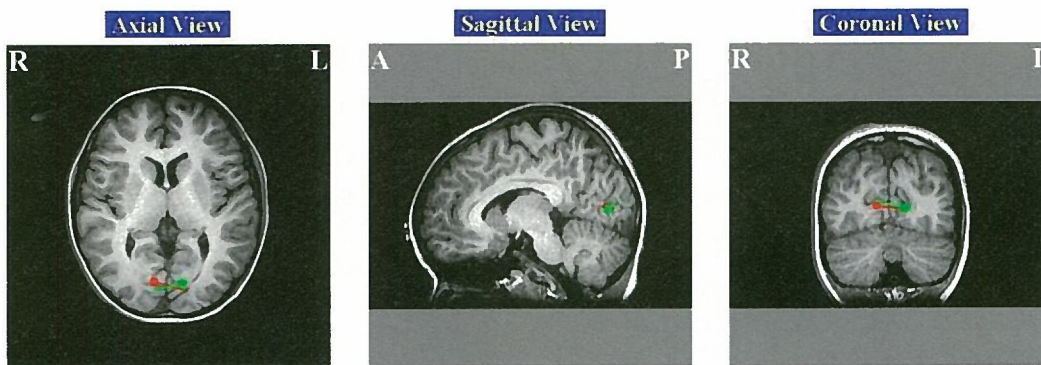 Axial View
R L
Sagittal View
A P
Coronal View
R